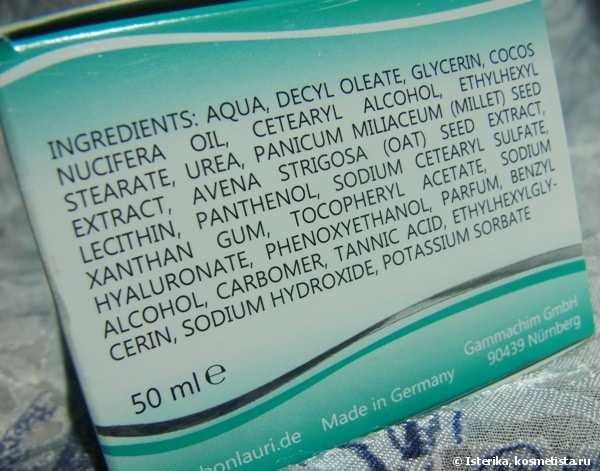 INGREDIENTS: AQUA, DECYL OLEATE, GLYCERIN, COCOS
NUCIFERA OIL, CETEARYL ALCOHOL, ETHYLHEXYL
STEARATE, UREA, PANICUM MILIACEUM (MILLET) SEED
EXTRACT, AVENA STRIGOSA (OAT) SEED EXTRACT,
LECITHIN, PANTHENOL, SODIUM CETEARYL SULFATE,
XANTHAN GUM, TOCOPHERYL ACETATE, SODIUM
HYALURONATE, PHENOXYETHANOL, PARFUM, BENZYL
ALCOHOL, CARBOMER, TANNIC ACID, ETHYLHEXYLGLY-
CERIN, SODIUM HYDROXIDE, POTASSIUM SORBATE
50 ml ℮
Gammachim GmbH
90439 Nürnberg
Made in Germany
© Isterika, kosmetista.ru